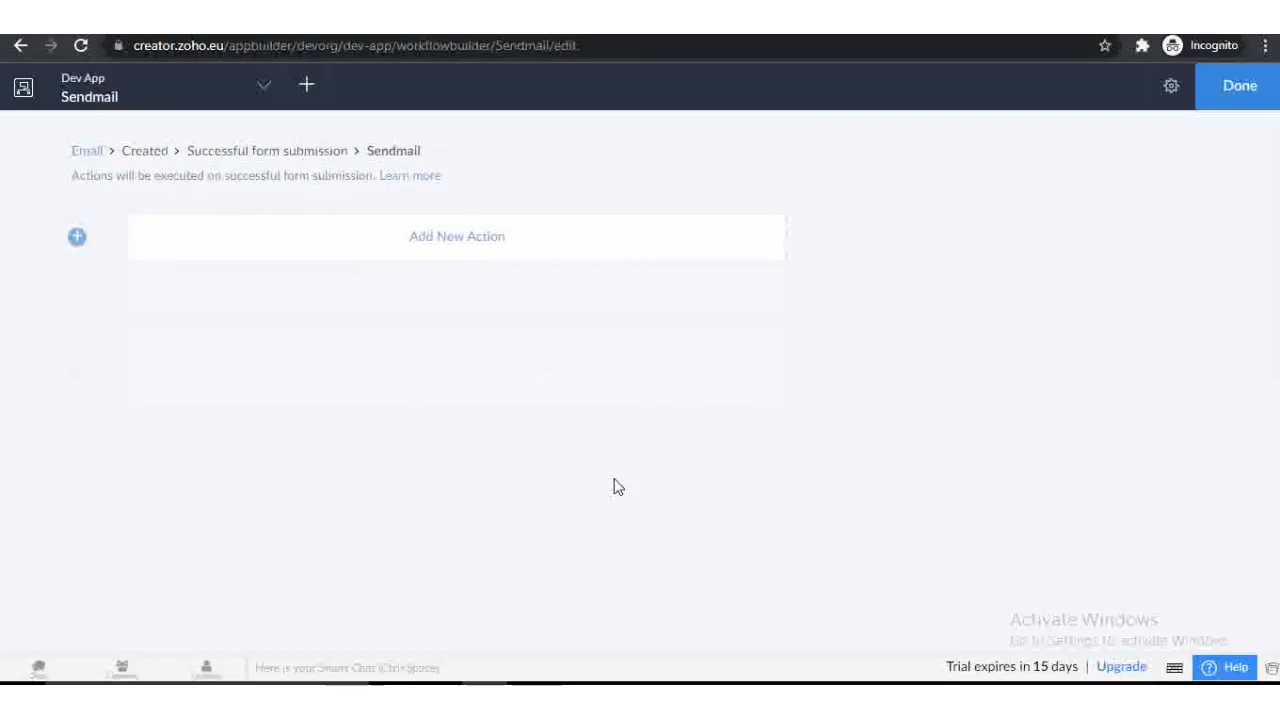 creator.zoho.eu/appbuilder/devorg/dev-app/workflowbuilder/Sendmail/edit
Incognito
Dev App
Sendmail
Done
Email > Created > Successful form submission > Sendmail
Actions will be executed on successful form submission. Learn more
Add New Action
Activate Windows
Go to Settings to activate Windows.
Here is your Smart Chat (Ctrl+Space)
Trial expires in 15 days | Upgrade
Help